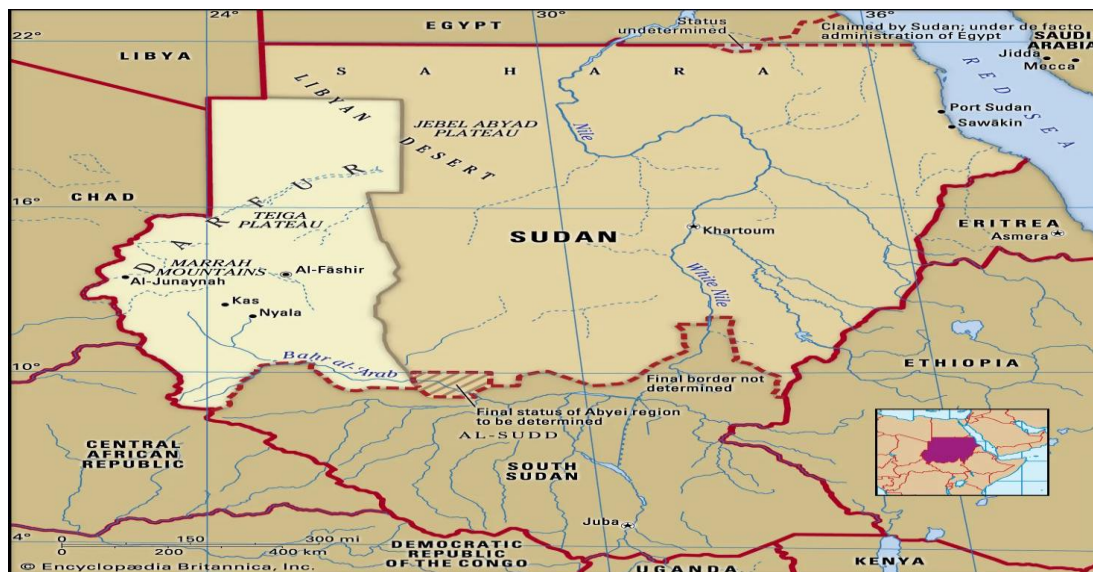 24°
EGYPT
30°
Status
undetermined
36°
Claimed by Sudan; under de facto
administration of Egypt
SAUDI
ARABIA
Jidda
Mecca
22°
LIBYA
SAHARA
LIBYAN DESERT
JEBEL ABYAD
PLATEAU
Nile
RED SEA
Port Sudan
Sawākin
CHAD
16°
16°
DARFUR
TEIGA
PLATEAU
SUDAN
Khartoum
ERITREA
Asmera
MARRAH
MOUNTAINS
Al-Fāshir
Al-Junaynah
Kas
Nyala
White Nile
Bahr al-Arab
10°
10°
ETHIOPIA
Final border not
determined
Final status of Abyei region
to be determined
AL-SUDD
CENTRAL
AFRICAN
REPUBLIC
SOUTH
SUDAN
Juba
4°
0 150 300 mi
0 200 400 km
DEMOCRATIC
REPUBLIC
OF THE CONGO
UGANDA
KENYA
© Encyclopædia Britannica, Inc.